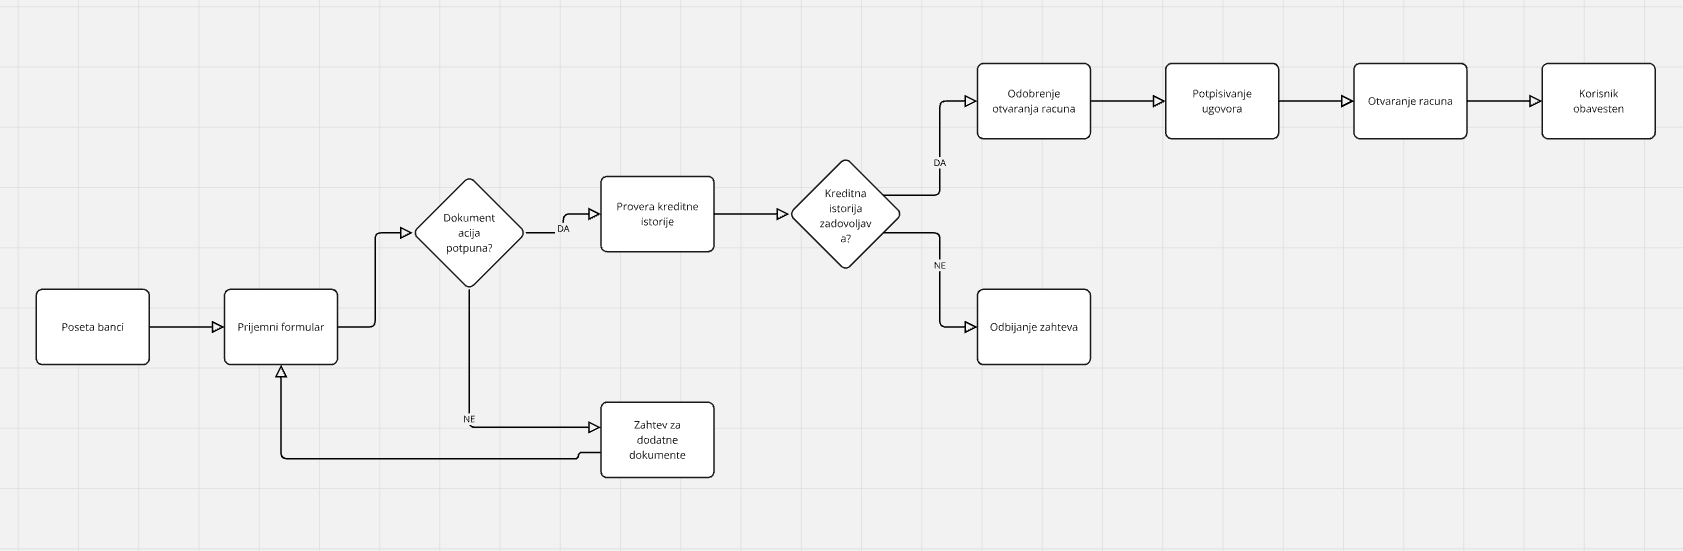 Poseta banci
Prijemni formular
Dokument
acija
potpuna?
DA
NE
Provera kreditne
istorije
Zahtev za
dodatne
dokumente
Kreditna
istorija
zadovoljav
a?
DA
NE
Odobrenje
otvaranja racuna
Potpisivanje
ugovora
Otvaranje racuna
Korisnik
obavesten
Odbijanje zahteva